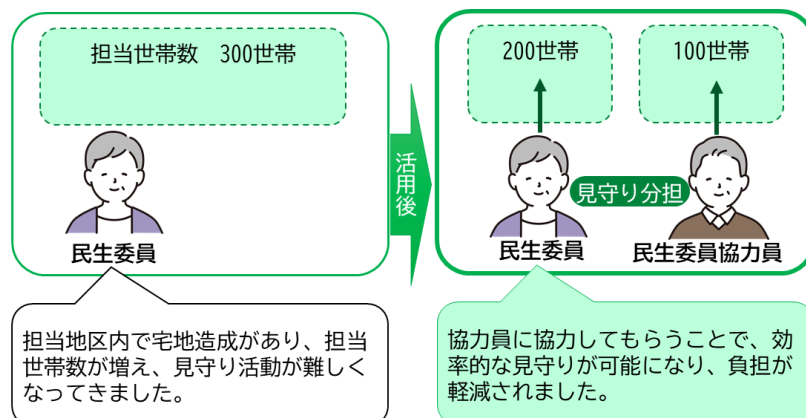 担当世帯数　300世帯
民生委員
担当地区内で宅地造成があり、担当
世帯数が増え、見守り活動が難しく
なってきました。
活用後
200世帯
100世帯
見守り分担
民生委員
民生委員協力員
協力員に協力してもらうことで、効
率的な見守りが可能になり、負担が
軽減されました。